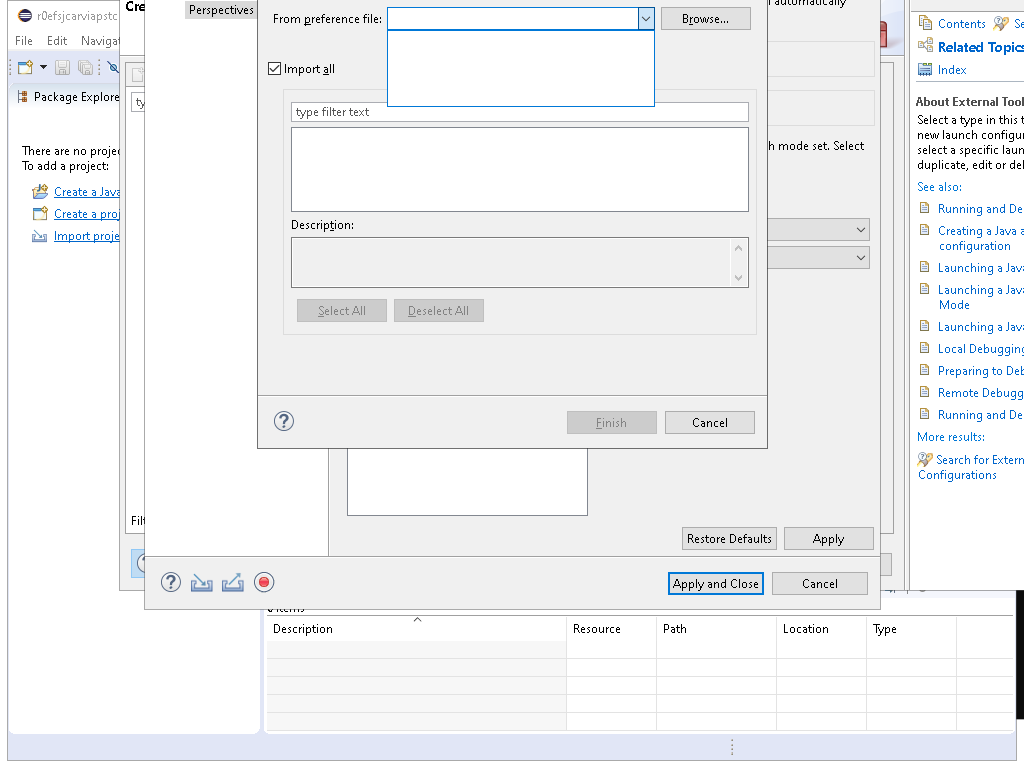 r0efsjcarviapstc
File Edit Navigat
Package Explore
There are no projec
To add a project:
Create a Java
Create a proj
Import proje
Cre
ty
Filt
Perspectives
From preference file:
Browse...
Import all
type filter text
Description:
Select All
Deselect All
Finish
Cancel
automatically
h mode set. Select
Restore Defaults
Apply
Apply and Close
Cancel
Contents
Se
Related Topics
Index
About External Tool
Select a type in this t
new launch configur
select a specific laun
duplicate, edit or del
See also:
Running and De
Creating a Java a
configuration
Launching a Java
Launching a Java
Mode
Launching a Java
Local Debugging
Preparing to Deb
Remote Debugg
Running and De
More results:
Search for Extern
Configurations
items
Description
Resource
Path
Location
Type